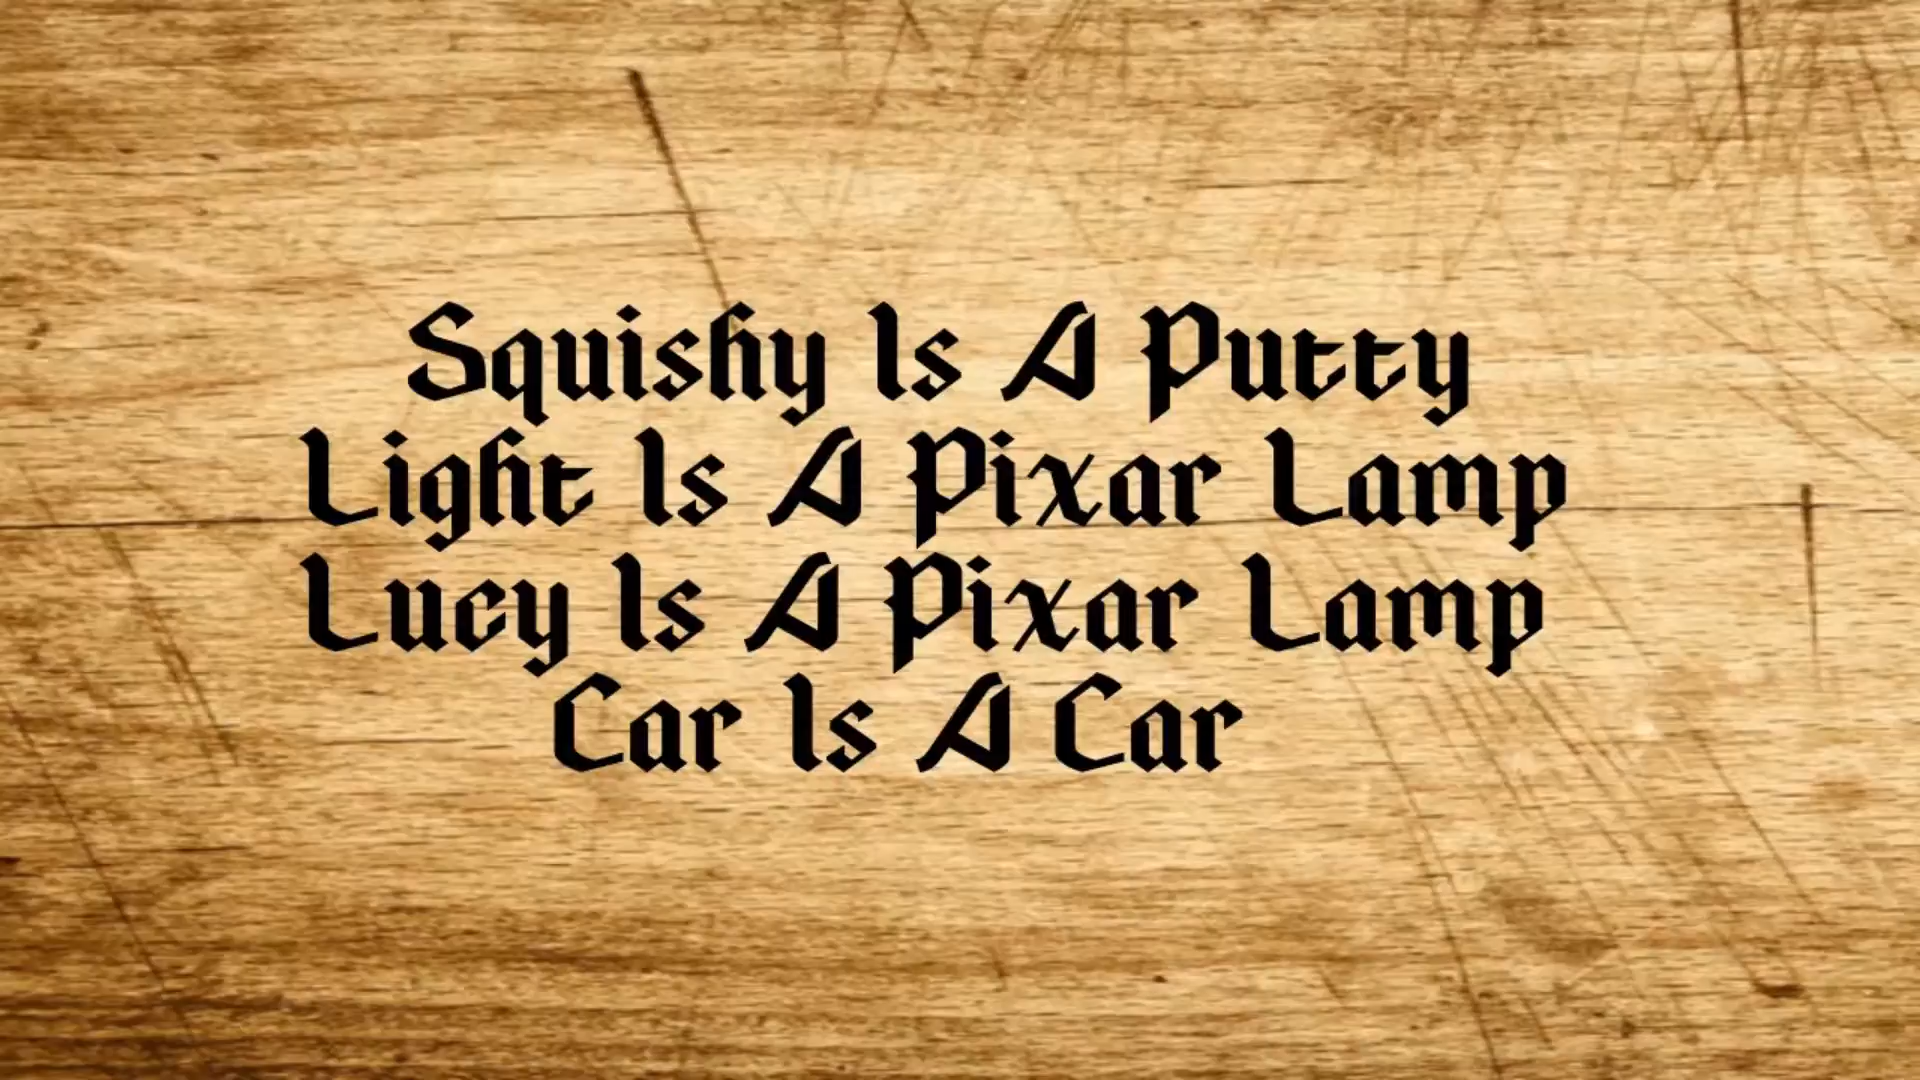 Squishy Is A Putty
Light Is A Pixar Lamp
Lucy Is A Pixar Lamp
Car Is A Car